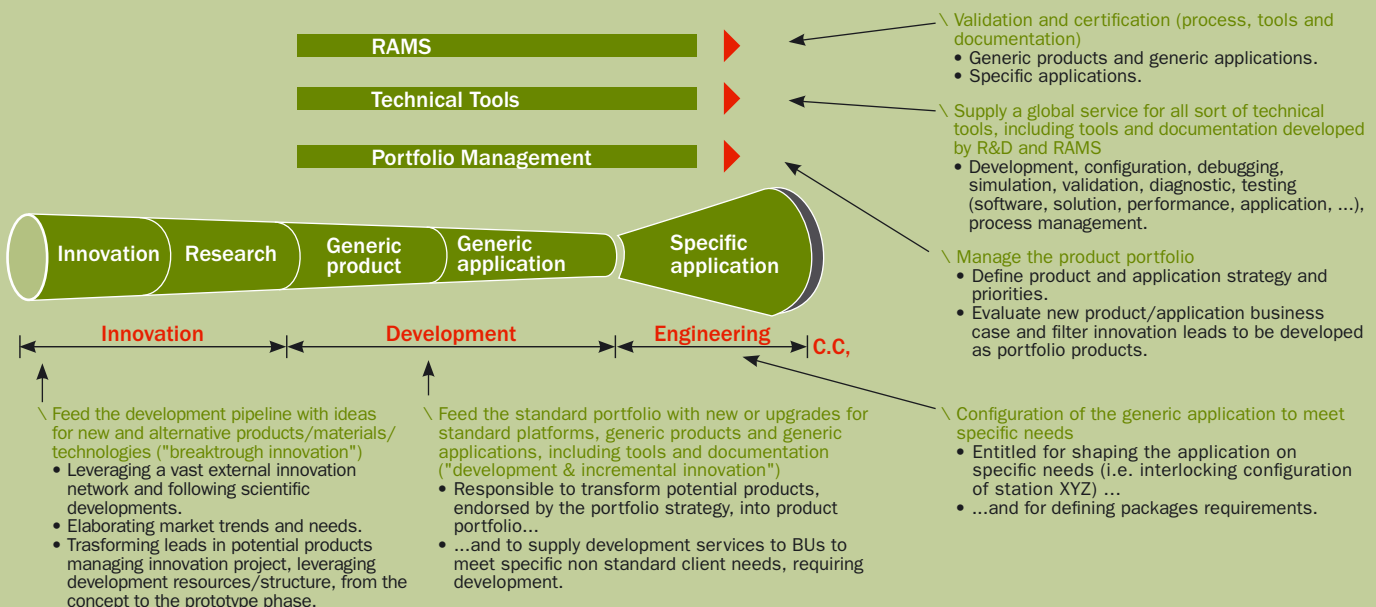 RAMS
Technical Tools
Portfolio Management
\ Validation and certification (process, tools and
documentation)
• Generic products and generic applications.
• Specific applications.
\ Supply a global service for all sort of technical
tools, including tools and documentation developed
by R&D and RAMS
• Development, configuration, debugging,
simulation, validation, diagnostic, testing
(software, solution, performance, application, ...),
process management.
\ Manage the product portfolio
• Define product and application strategy and
priorities.
• Evaluate new product/application business
case and filter innovation leads to be developed
as portfolio products.
Innovation
Research
Generic
product
Generic
application
Specific
application
Innovation
Development
Engineering
C.C,
\ Feed the development pipeline with ideas
for new and alternative products/materials/
technologies ("breaktrough innovation")
• Leveraging a vast external innovation
network and following scientific
developments.
• Elaborating market trends and needs.
• Trasforming leads in potential products
managing innovation project, leveraging
development resources/structure, from the
concept to the prototype phase.
\ Feed the standard portfolio with new or upgrades for
standard platforms, generic products and generic
applications, including tools and documentation
("development & incremental innovation")
• Responsible to transform potential products,
endorsed by the portfolio strategy, into product
portfolio...
• ...and to supply development services to BUs to
meet specific non standard client needs, requiring
development.
\ Configuration of the generic application to meet
specific needs
• Entitled for shaping the application on
specific needs (i.e. interlocking configuration
of station XYZ) ...
• ...and for defining packages requirements.